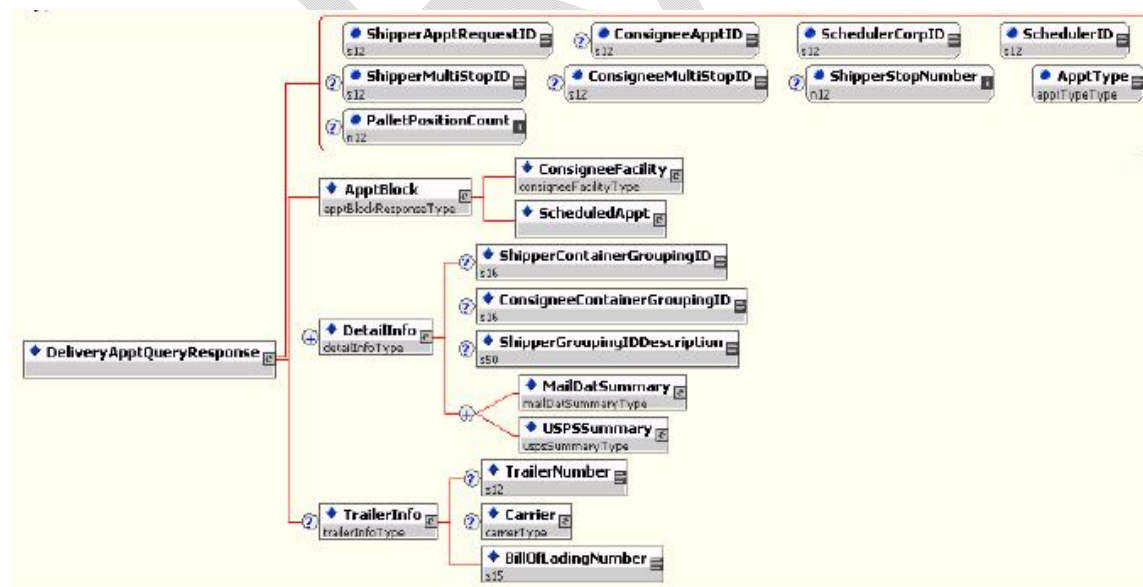 ShipperApptRequestID
s12
? ConsigneeApptID
s12
SchedulerCorpID
s12
SchedulerID
s12
? ShipperMultiStopID
s12
? ConsigneeMultiStopID
s12
? ShipperStopNumber
n12
ApptType
apptTypeType
? PalletPositionCount
n12
ApptBlock
apptBlockResponseType
ConsigneeFacility
consigneeFacilityType
ScheduledAppt
? ShipperContainerGroupingID
s16
? ConsigneeContainerGroupingID
s16
? ShipperGroupingIDDescription
s50
+ DetailInfo
detailInfoType
DeliveryApptQueryResponse
+
MailDatSummary
mailDatSummaryType
USPSSummary
uspsSummaryType
? TrailerNumber
s12
? TrailerInfo
trailerInfoType
? Carrier
carrierType
BillOfLadingNumber
s15